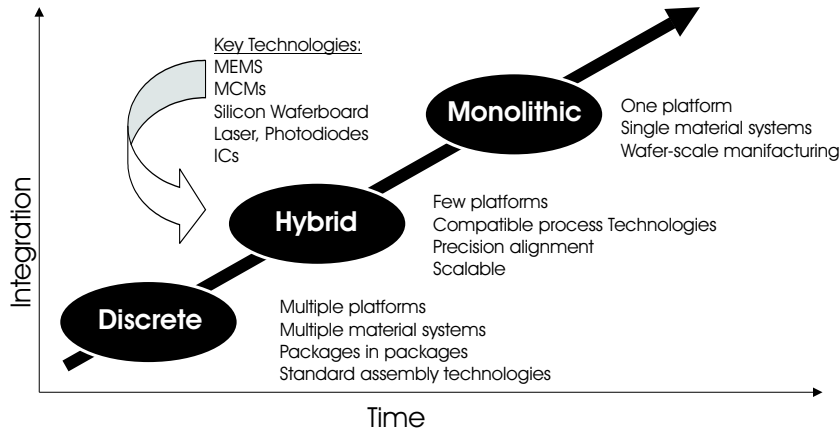 Key Technologies:
MEMS
MCMs
Silicon Waferboard
Laser, Photodiodes
ICs
Monolithic
One platform
Single material systems
Wafer-scale manifacturing
Hybrid
Few platforms
Compatible process Technologies
Precision alignment
Scalable
Discrete
Multiple platforms
Multiple material systems
Packages in packages
Standard assembly technologies
Integration
Time